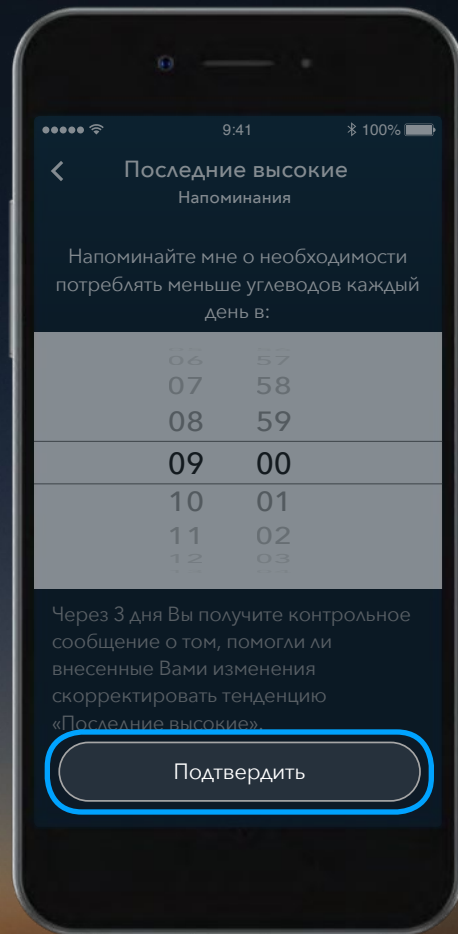 9:41
100%
Последние высокие
Напоминания
Напоминайте мне о необходимости
потреблять меньше углеводов каждый
день в:
06 57
07 58
08 59
09 00
10 01
11 02
12 03
Через 3 дня Вы получите контрольное
сообщение о том, помогли ли
внесенные Вами изменения
скорректировать тенденцию
«Последние высокие».
Подтвердить